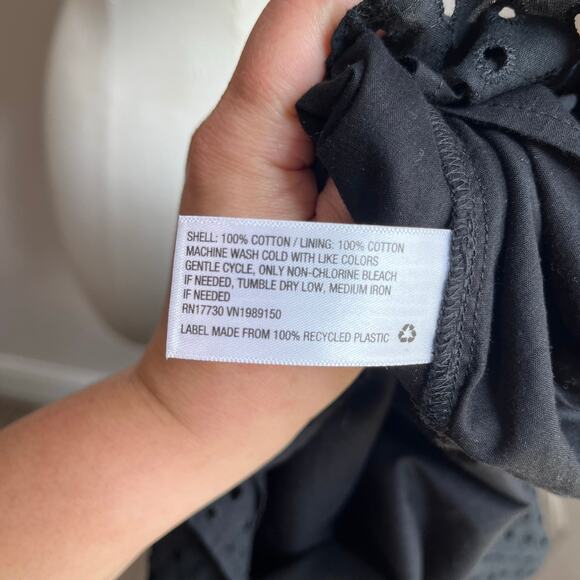 SHELL: 100% COTTON / LINING: 100% COTTON
MACHINE WASH COLD WITH LIKE COLORS
GENTLE CYCLE, ONLY NON-CHLORINE BLEACH
IF NEEDED, TUMBLE DRY LOW, MEDIUM IRON
IF NEEDED
RN17730 VN1989150
LABEL MADE FROM 100% RECYCLED PLASTIC